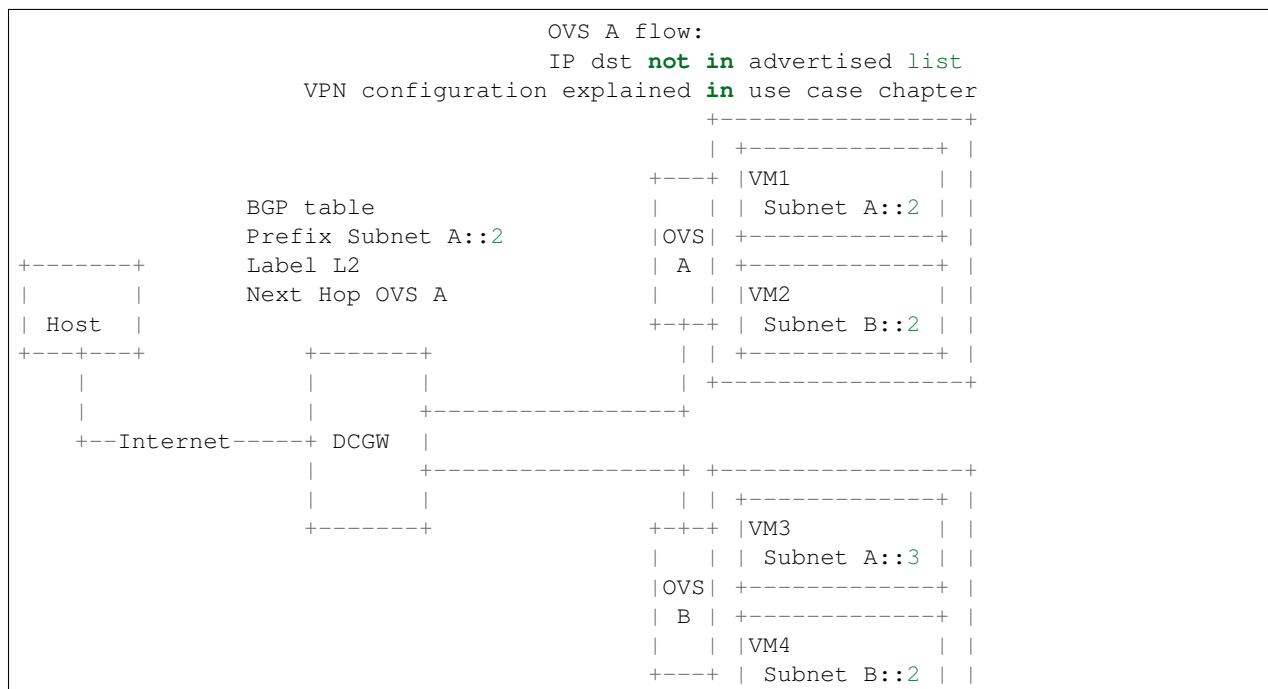 OVS A flow:
IP dst not in advertised list
VPN configuration explained in use case chapter
+-----------------+
| +-------------+ |
+---+ |VM1 | |
BGP table | | | Subnet A::2 | |
Prefix Subnet A::2 |OVS| +-------------+ |
+-------+ Label L2 | A | +-------------+ |
| | Next Hop OVS A | | |VM2 | |
| Host | +-+-+ | Subnet B::2 | |
+---+---+ +-------+ | | +-------------+ |
| | | | +-----------------+
| | +-----------------+
+--Internet-----+ DCGW |
| +-----------------+ +-----------------+
| | | | +-------------+ |
+-------+ +-+-+ |VM3 | |
| | | Subnet A::3 | |
|OVS| +-------------+ |
| B | +-------------+ |
| | |VM4 | |
+---+ | Subnet B::2 | |